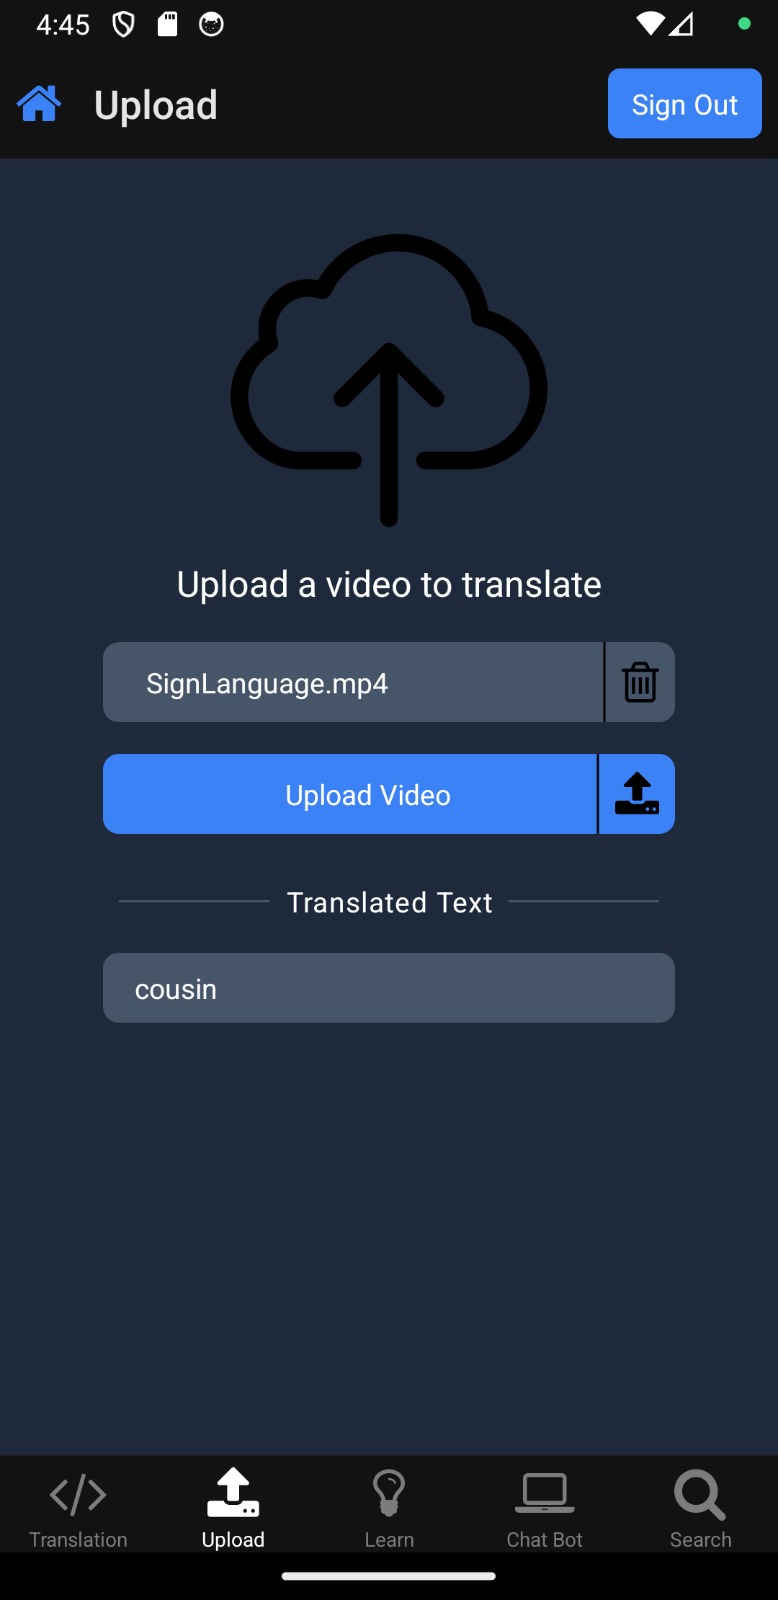 4:45
Upload
Sign Out
Upload a video to translate
SignLanguage.mp4
Upload Video
Translated Text
cousin
Translation
Upload
Learn
Chat Bot
Search